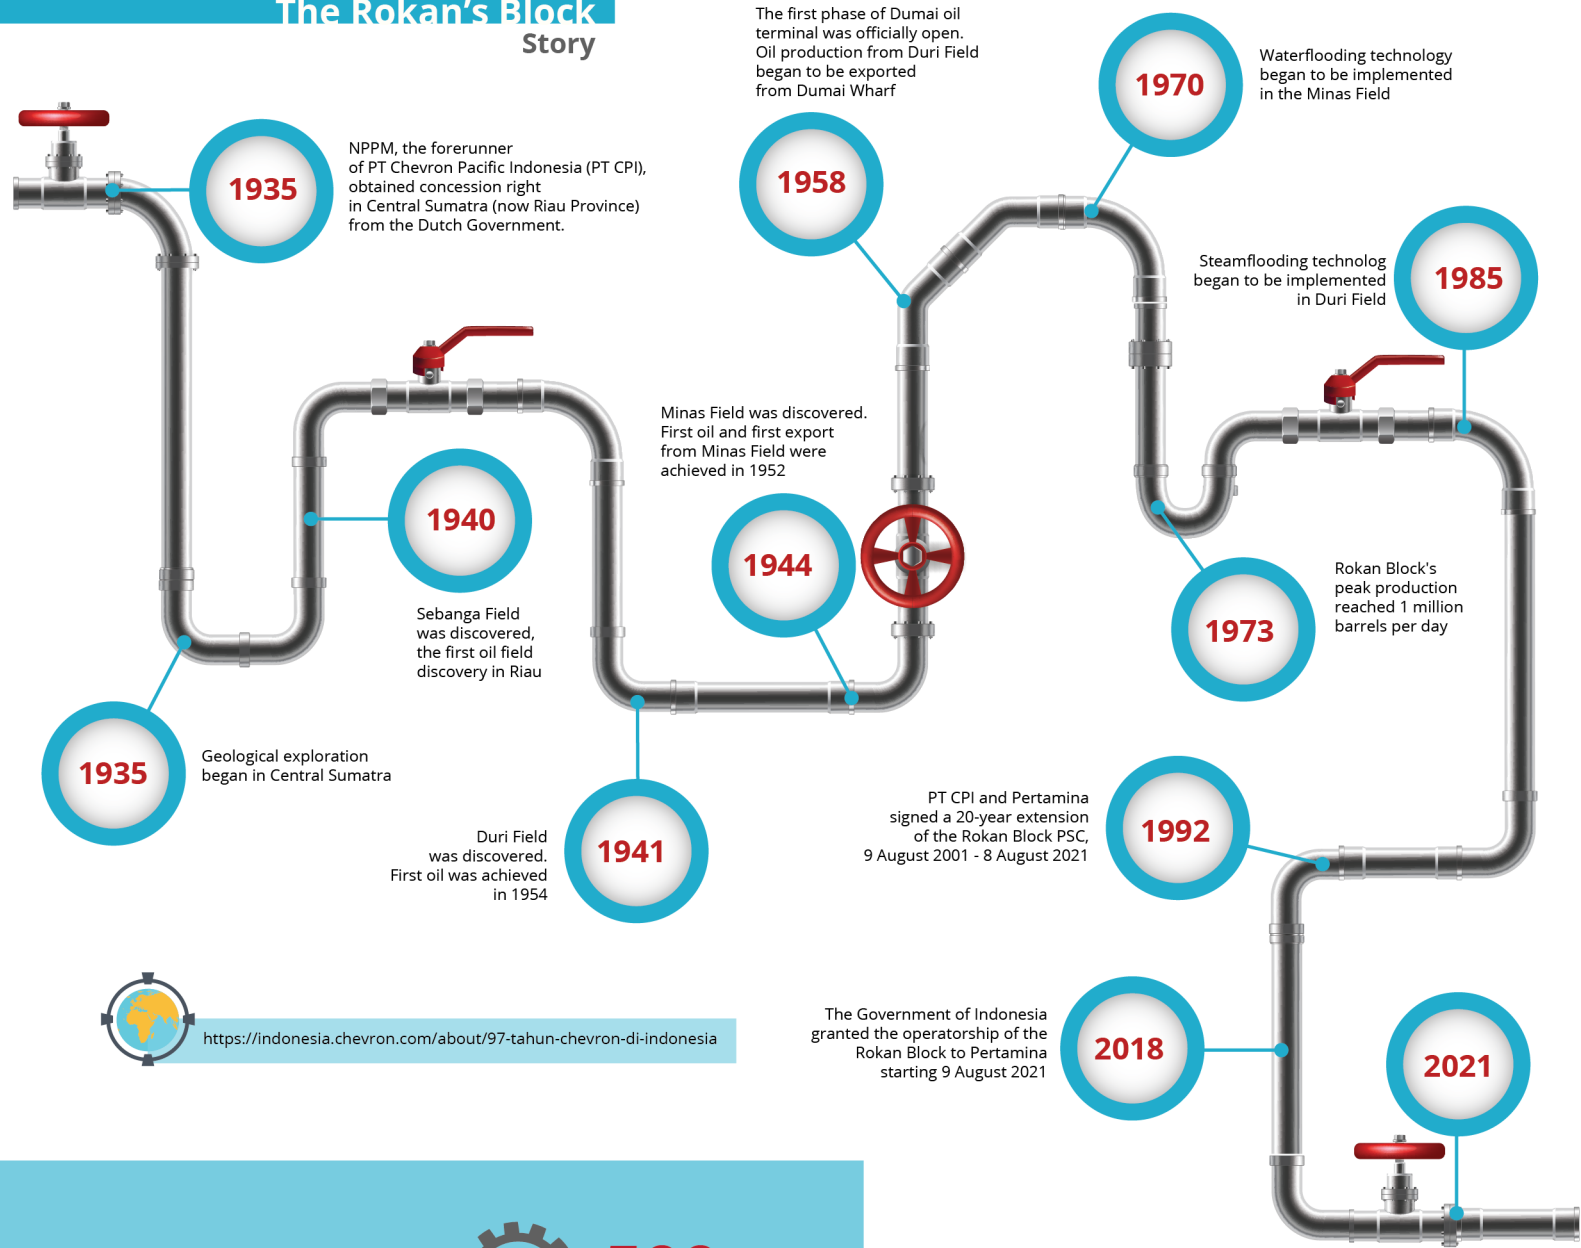 The Rokan's Block
Story
1935
NPPM, the forerunner
of PT Chevron Pacific Indonesia (PT CPI),
obtained concession right
in Central Sumatra (now Riau Province)
from the Dutch Government.
1935
Geological exploration
began in Central Sumatra
1940
Sebanga Field
was discovered,
the first oil field
discovery in Riau
Duri Field
was discovered.
First oil was achieved
in 1954
1941
Minas Field was discovered.
First oil and first export
from Minas Field were
achieved in 1952
1944
The first phase of Dumai oil
terminal was officially open.
Oil production from Duri Field
began to be exported
from Dumai Wharf
1958
1970
Waterflooding technology
began to be implemented
in the Minas Field
1973
Rokan Block's
peak production
reached 1 million
barrels per day
Steamflooding technolog
began to be implemented
in Duri Field
1985
PT CPI and Pertamina
signed a 20-year extension
of the Rokan Block PSC,
9 August 2001 - 8 August 2021
1992
The Government of Indonesia
granted the operatorship of the
Rokan Block to Pertamina
starting 9 August 2021
2018
2021
https://indonesia.chevron.com/about/97-tahun-chevron-di-indonesia